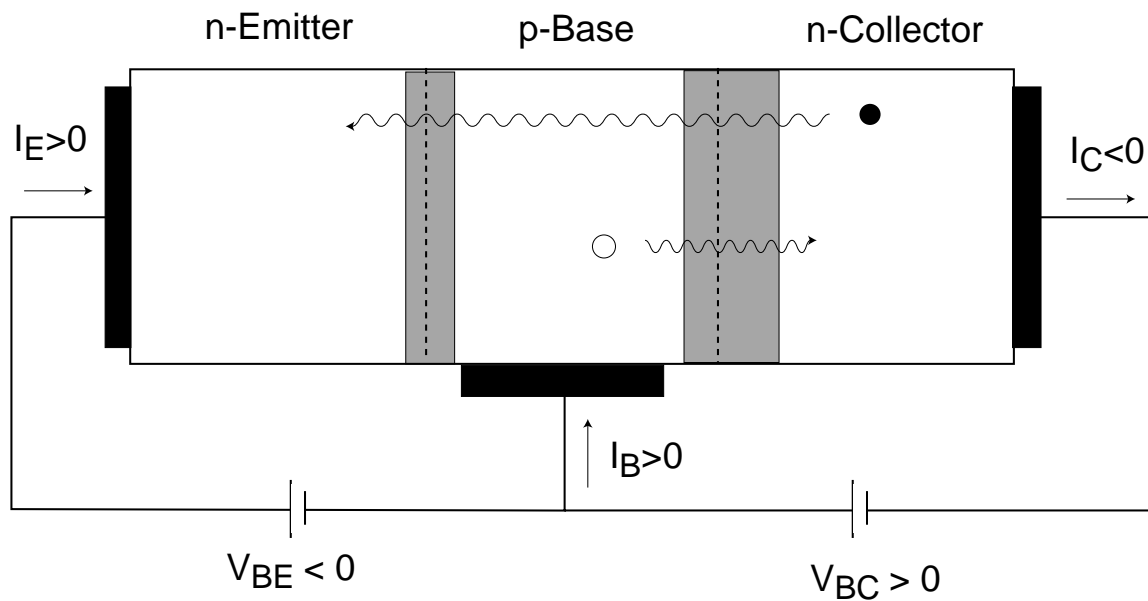 n-Emitter p-Base n-Collector
I_E>0
I_C<0
I_B>0
V_BE < 0
V_BC > 0